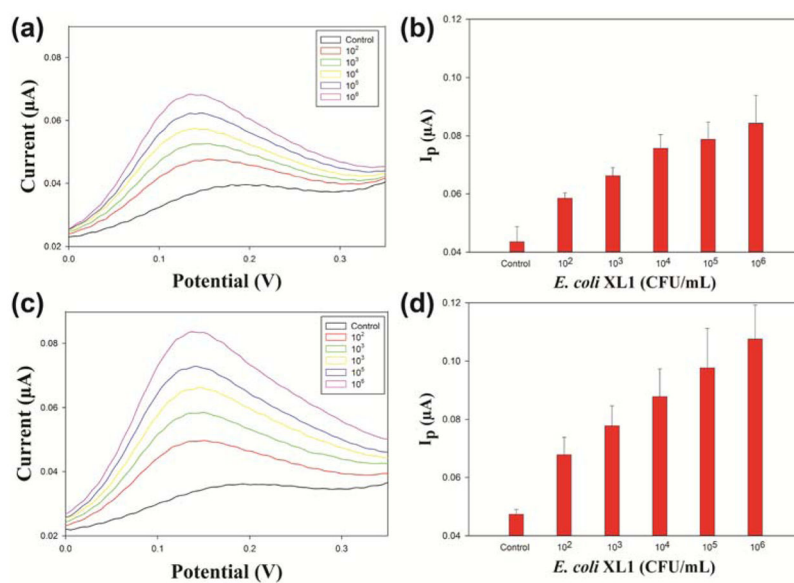 (a)
0.08
0.06
0.04
0.02
Current (µA)
0.0
0.1
0.2
0.3
Potential (V)
Control
10²
10³
10⁴
10⁵
10⁶
(b)
0.12
0.10
0.08
0.06
0.04
Ip (µA)
Control
10²
10³
10⁴
10⁵
10⁶
E. coli XL1 (CFU/mL)
(c)
0.08
0.06
0.04
0.02
Current (µA)
0.0
0.1
0.2
0.3
Potential (V)
Control
10²
10³
10³
10⁵
10⁶
(d)
0.12
0.10
0.08
0.06
0.04
Ip (µA)
Control
10²
10³
10⁴
10⁵
10⁶
E. coli XL1 (CFU/mL)